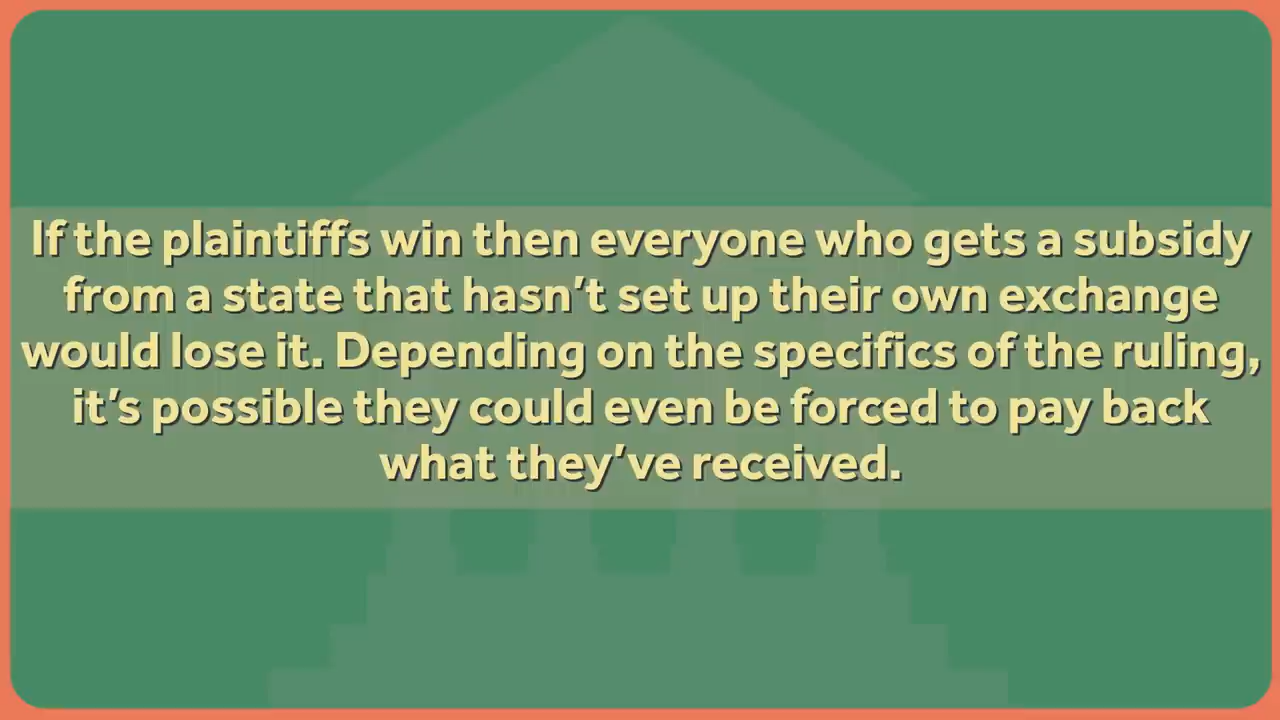 If the plaintiffs win then everyone who gets a subsidy
from a state that hasn't set up their own exchange
would lose it. Depending on the specifics of the ruling,
it's possible they could even be forced to pay back
what they've received.